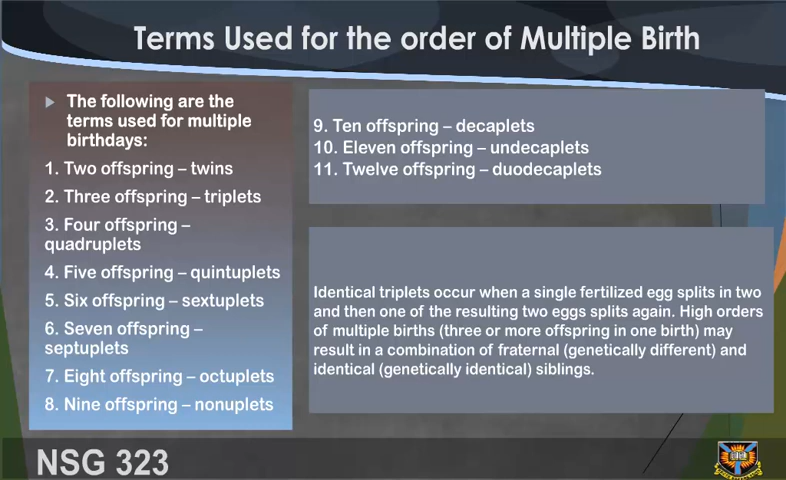 Terms Used for the order of Multiple Birth
The following are the
terms used for multiple
birthdays:
1. Two offspring – twins
2. Three offspring – triplets
3. Four offspring –
quadruplets
4. Five offspring – quintuplets
5. Six offspring – sextuplets
6. Seven offspring –
septuplets
7. Eight offspring – octuplets
8. Nine offspring – nonuplets
9. Ten offspring – decaplets
10. Eleven offspring – undecaplets
11. Twelve offspring – duodecaplets
Identical triplets occur when a single fertilized egg splits in two
and then one of the resulting two eggs splits again. High orders
of multiple births (three or more offspring in one birth) may
result in a combination of fraternal (genetically different) and
identical (genetically identical) siblings.
NSG 323